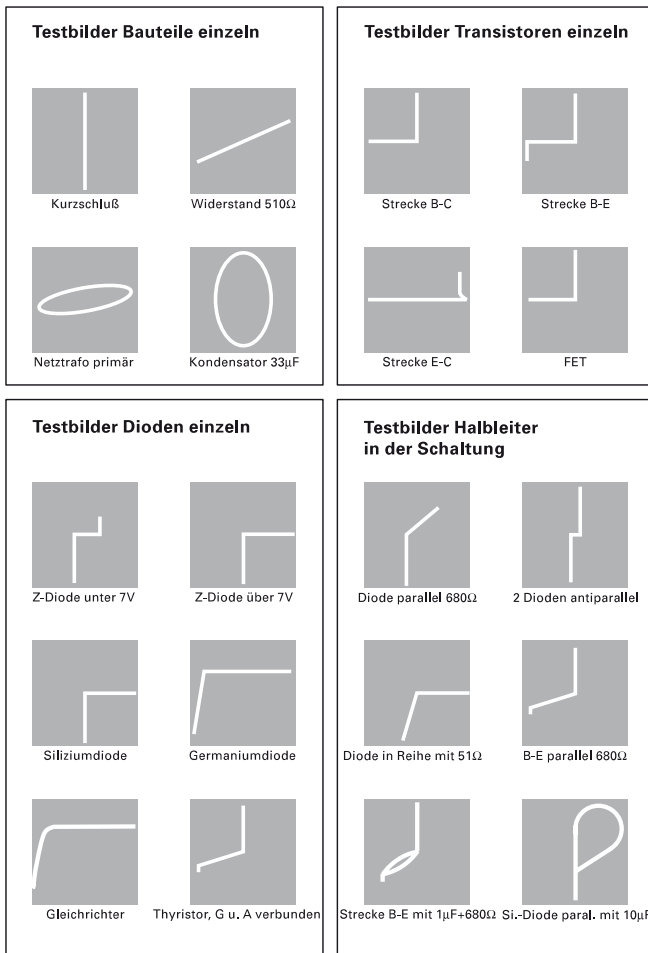 Testbilder Bauteile einzeln
Kurzschluß
Widerstand 510Ω
Netztrafo primär
Kondensator 33µF
Testbilder Transistoren einzeln
Strecke B-C
Strecke B-E
Strecke E-C
FET
Testbilder Dioden einzeln
Z-Diode unter 7V
Z-Diode über 7V
Siliziumdiode
Germaniumdiode
Gleichrichter
Thyristor, G u. A verbunden
Testbilder Halbleiter
in der Schaltung
Diode parallel 680Ω
2 Dioden antiparallel
Diode in Reihe mit 51Ω
B-E parallel 680Ω
Strecke B-E mit 1µF+680Ω
Si.-Diode paral. mit 10µF